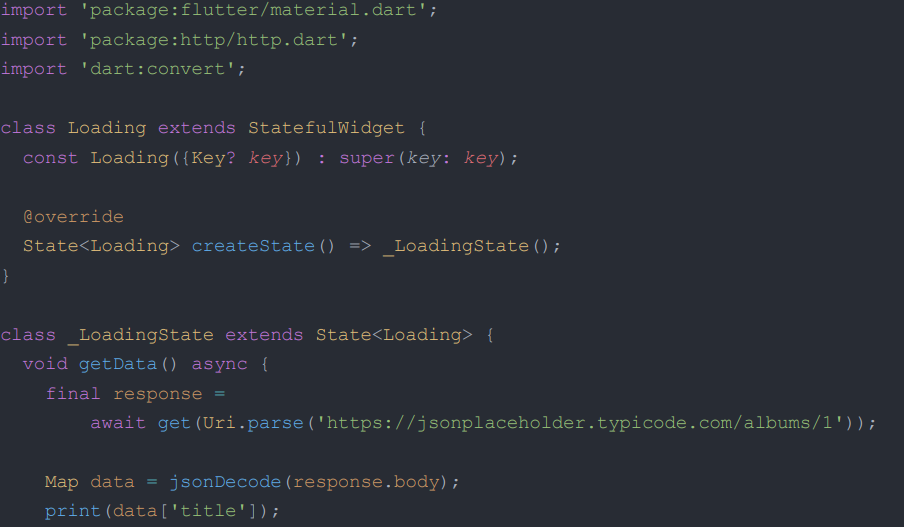 import 'package:flutter/material.dart';
import 'package:http/http.dart';
import 'dart:convert';
class Loading extends StatefulWidget {
const Loading({Key? key}) : super(key: key);
@override
State<Loading> createState() => _LoadingState();
}
class _LoadingState extends State<Loading> {
void getData() async {
final response =
await get(Uri.parse('https://jsonplaceholder.typicode.com/albums/1'));
Map data = jsonDecode(response.body);
print(data['title']);